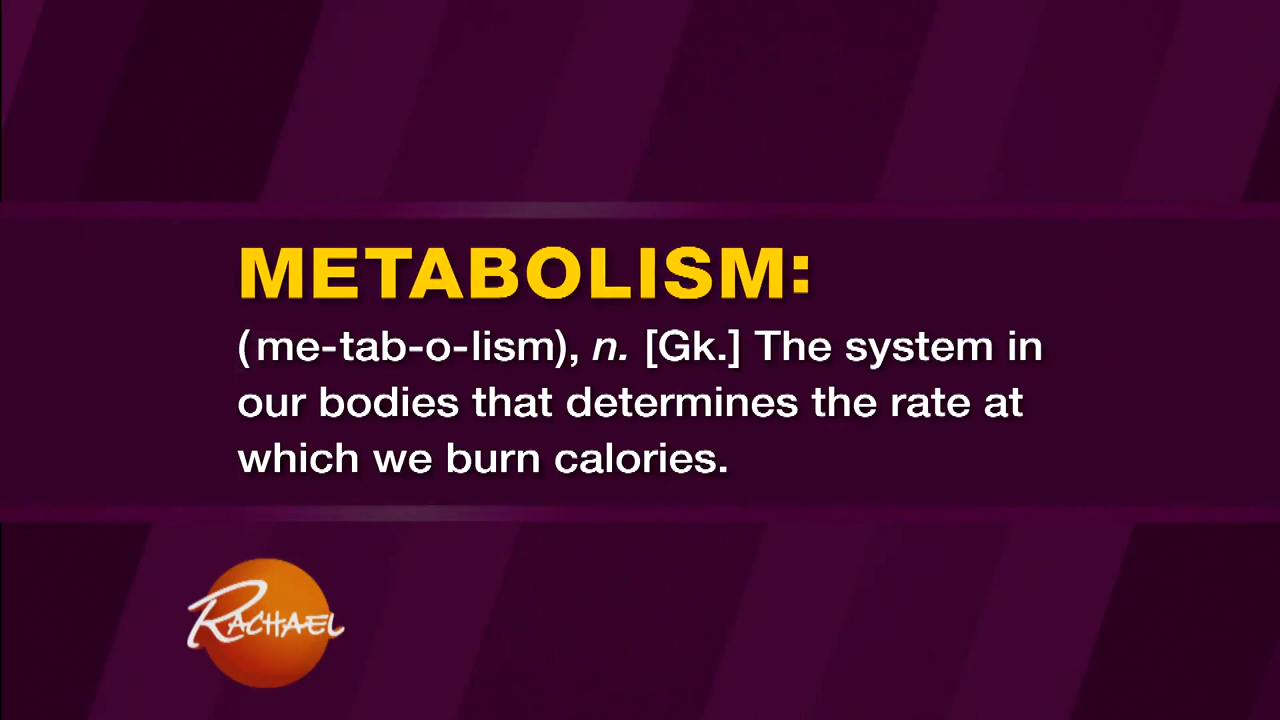 METABOLISM:
(me-tab-o-lism), n. [Gk.] The system in
our bodies that determines the rate at
which we burn calories.
RACHAEL